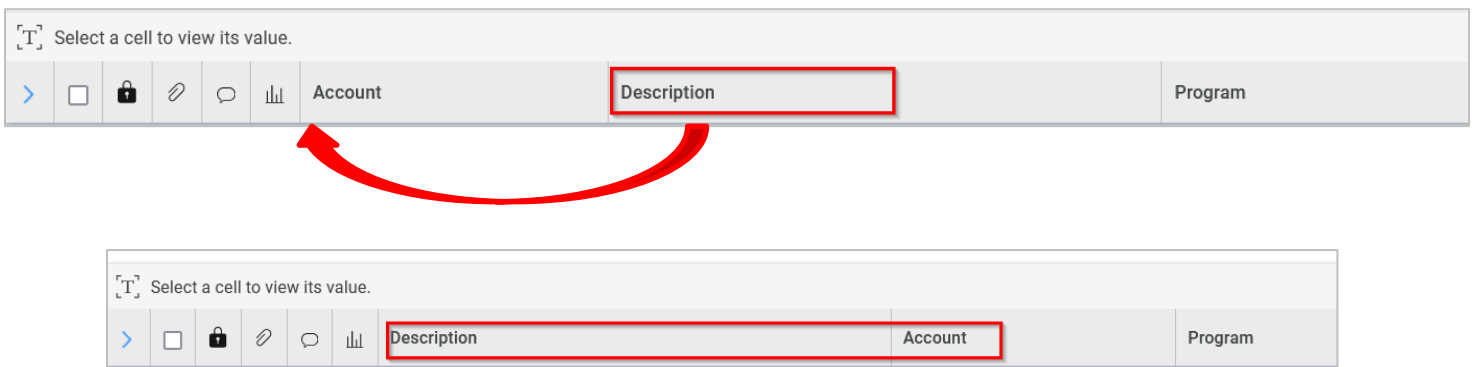 [T] Select a cell to view its value.
Account Description Program
[T] Select a cell to view its value.
Description Account Program